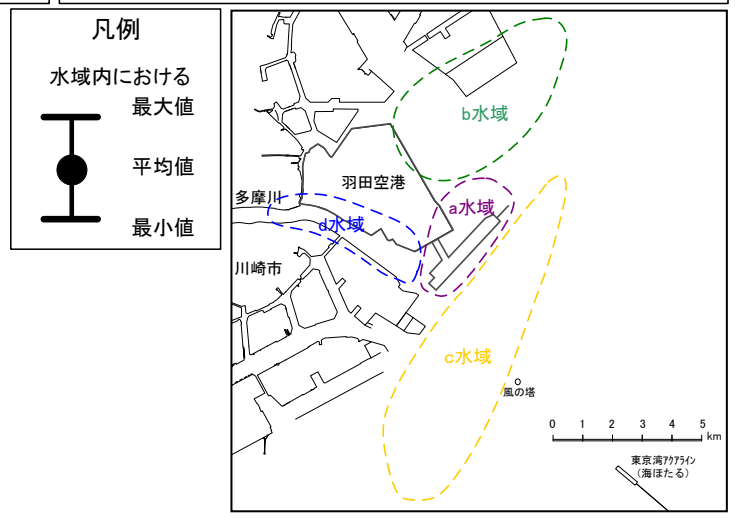 凡例
水域内における
最大値
平均値
最小値
b水域
羽田空港
a水域
多摩川
d水域
川崎市
c水域
風の塔
0 1 2 3 4 5
km
東京湾アクアライン
(海ほたる)